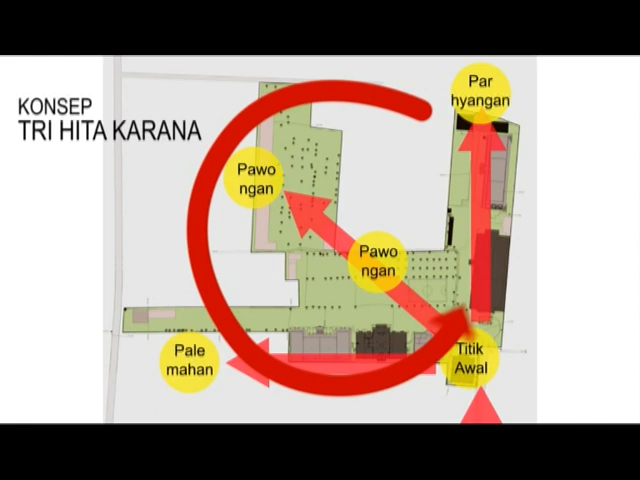 KONSEP
TRI HITA KARANA
Par
hyangan
Pawo
ngan
Pawo
ngan
Pale
mahan
Titik
Awal